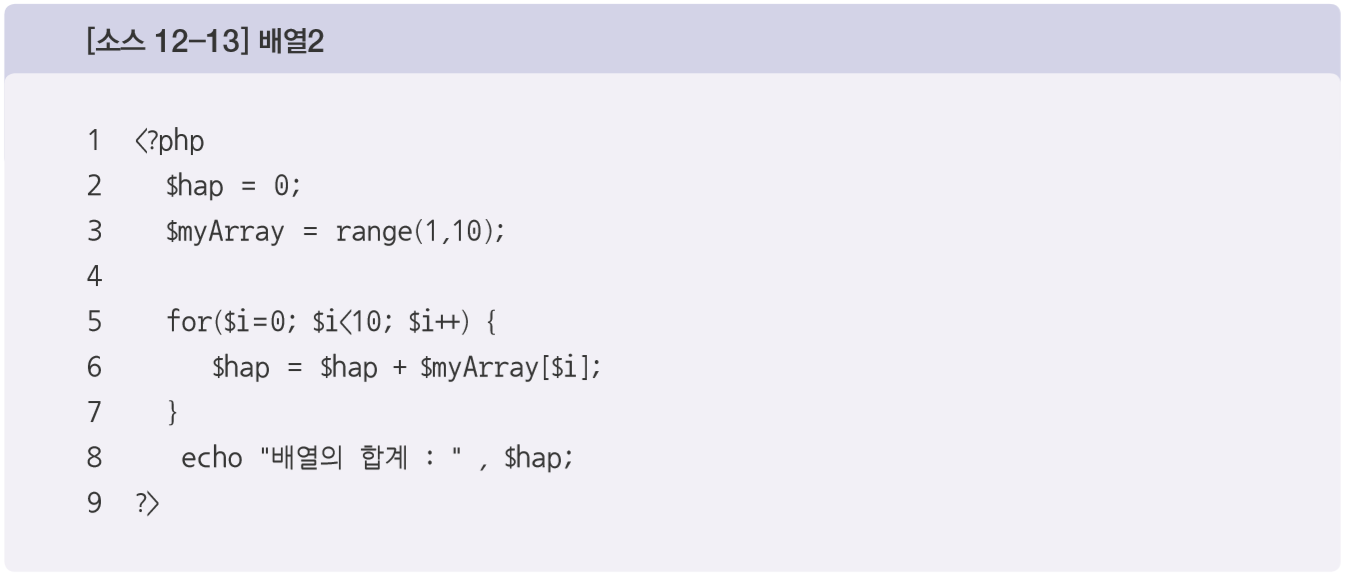 [소스 12-13] 배열2
1 <?php
2 $hap = 0;
3 $myArray = range(1,10);
4
5 for($i=0; $i<10; $i++) {
6 $hap = $hap + $myArray[$i];
7 }
8 echo "배열의 합계 : " , $hap;
9 ?>